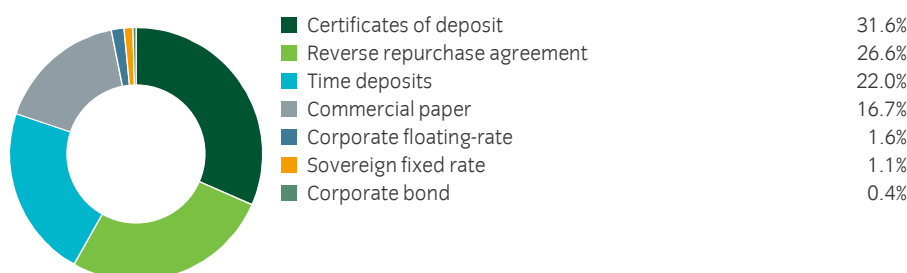 Certificates of deposit 31.6%
Reverse repurchase agreement 26.6%
Time deposits 22.0%
Commercial paper 16.7%
Corporate floating-rate 1.6%
Sovereign fixed rate 1.1%
Corporate bond 0.4%